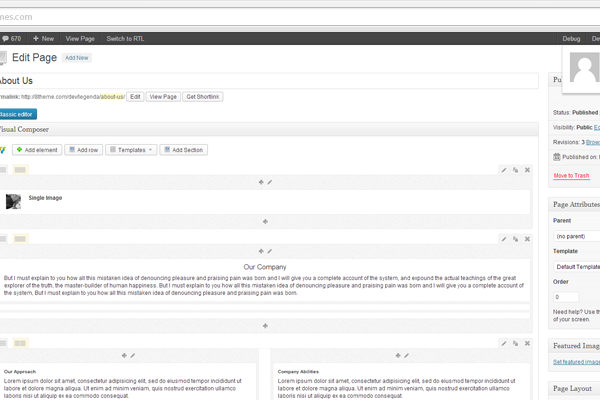 mes.com
670 + New View Page Switch to RTL Debug
Edit Page Add New
About Us
ermalink: http://8theme.com/dev/legenda/about-us/ Edit View Page Get Shortlink
Classic editor
Visual Composer
Add element Add row Templates Add Section
Single Image
Our Company
But I must explain to you how all this mistaken idea of denouncing pleasure and praising pain was born and I will give you a complete account of the system, and expound the actual teachings of the great
explorer of the truth, the master-builder of human happiness. But I must explain to you how all this mistaken idea of denouncing pleasure and praising pain was born and I will give you a complete account of
the system, But I must explain to you how all this mistaken idea of denouncing pleasure and praising pain was born.
Our Approach
Lorem ipsum dolor sit amet, consectetur adipisicing elit, sed do eiusmod tempor incididunt ut
labore et dolore magna aliqua. Ut enim ad minim veniam, quis nostrud exercitation ullamco
laboris nisi ut aliquip ex ea commodo consequat.
Company Abilities
Lorem ipsum dolor sit amet, consectetur adipisicing elit, sed do eiusmod tempor incididunt ut
labore et dolore magna aliqua. Ut enim ad minim veniam, quis nostrud exercitation ullamco
laboris nisi ut aliquip ex ea commodo consequat.
Status: Published
Visibility: Public
Revisions: 3 Brow
Published on:
Move to Trash
Page Attributes
Parent
(no parent)
Template
Default Template
Order
0
Need help? Use th
of your screen.
Featured Imag
Set featured image
Page Layout